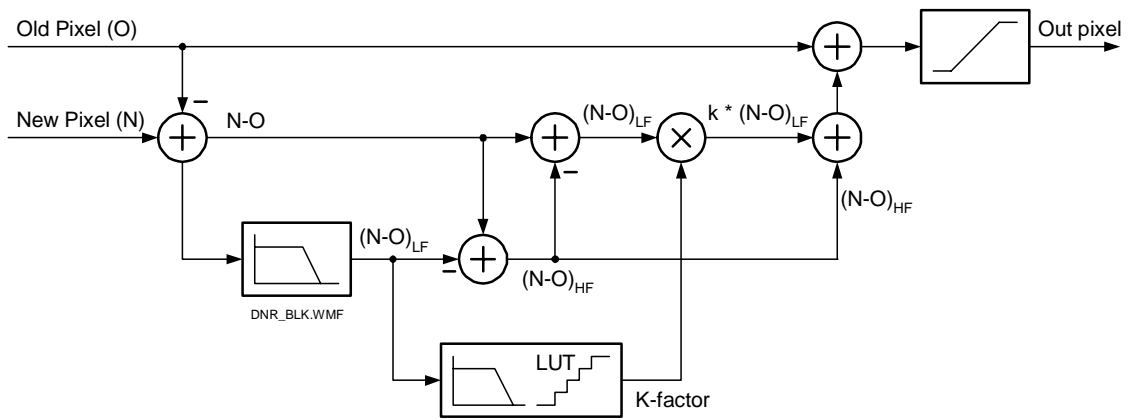 Old Pixel (O)
Out pixel
−
New Pixel (N)
N-O
(N-O)LF
k * (N-O)LF
−
(N-O)HF
(N-O)LF
−
(N-O)HF
DNR_BLK.WMF
LUT
K-factor